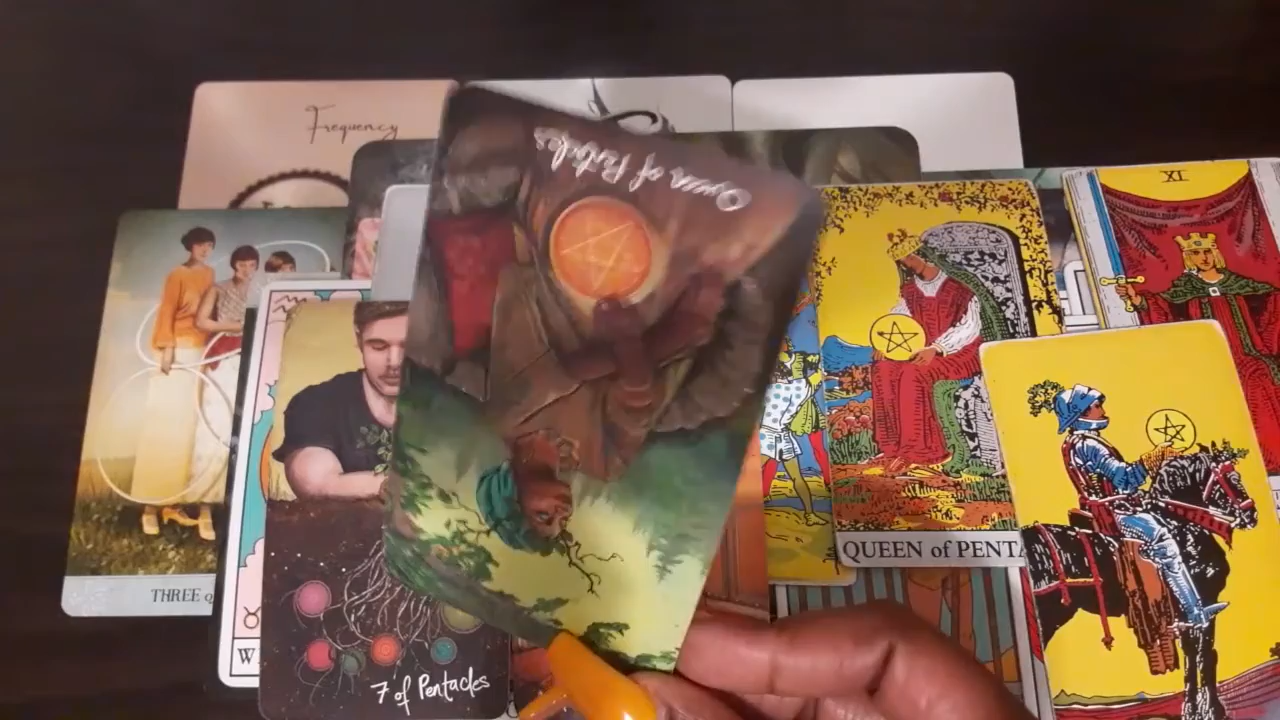 Frequency
Queen of Pentacles
XI
THREE
QUEEN of PENTA
W
7 of Pentacles